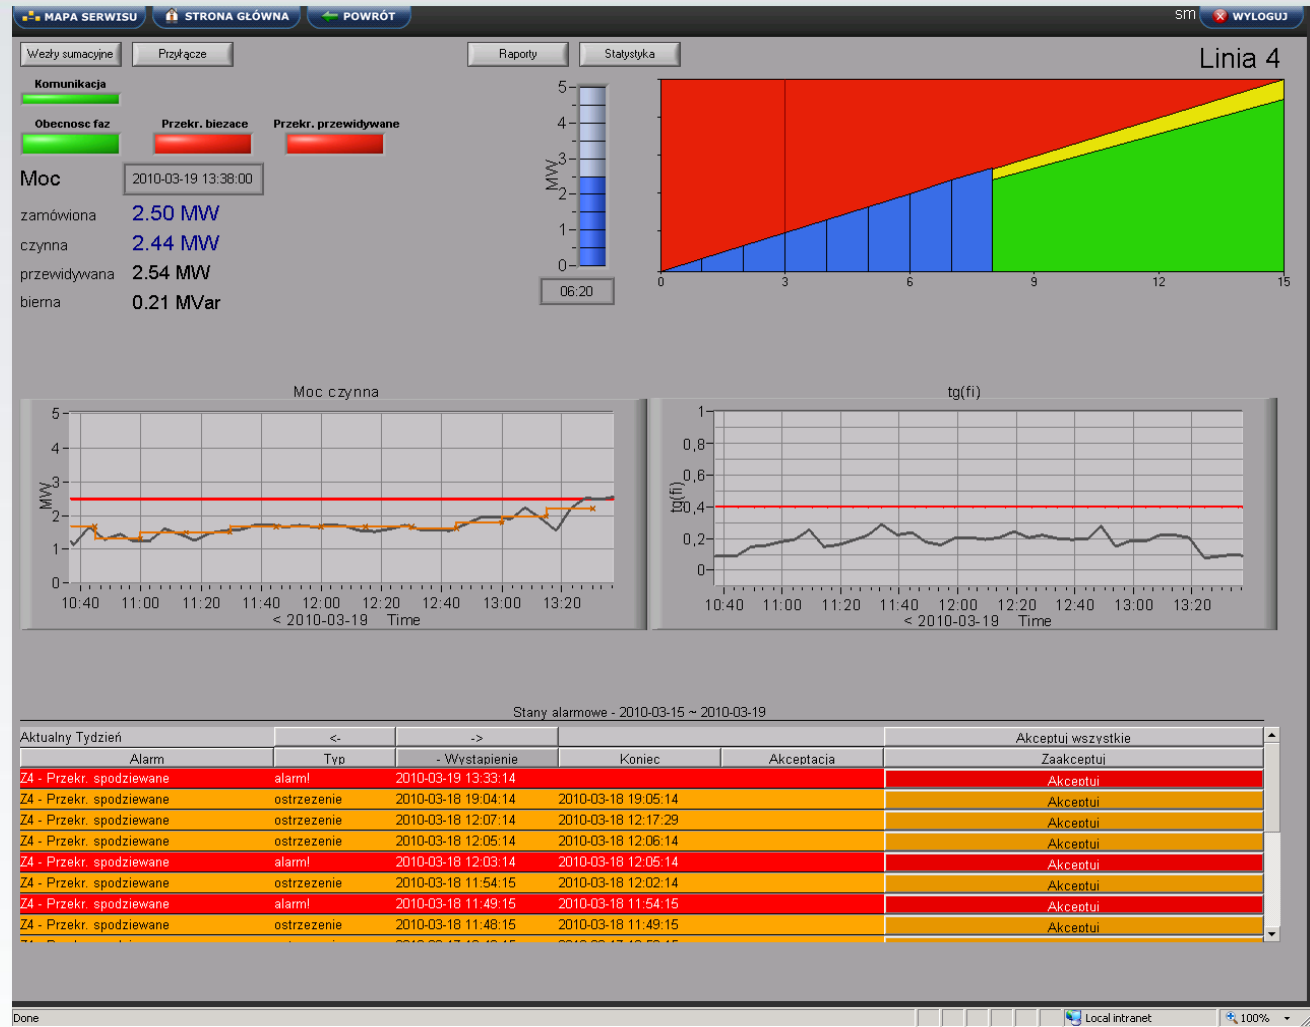 MAPA SERWISU STRONA GŁÓWNA POWRÓT sm WYLOGUJ
Wezły sumacyjne Przyłącze Raporty Statystyka Linia 4
Komunikacja
Obecnosc faz Przekr. biezace Przekr. przewidywane
Moc 2010-03-19 13:38:00
zamówiona 2.50 MW
czynna 2.44 MW
przewidywana 2.54 MW
bierna 0.21 MVar
5
4
3
2
1
0
MW
06:20
0 3 6 9 12 15
Moc czynna
5
4
3
2
1
0
MW
10:40 11:00 11:20 11:40 12:00 12:20 12:40 13:00 13:20
< 2010-03-19 Time
tg(fi)
1
0,8
0,6
0,4
0,2
0
tg(fi)
10:40 11:00 11:20 11:40 12:00 12:20 12:40 13:00 13:20
< 2010-03-19 Time
Stany alarmowe - 2010-03-15 ~ 2010-03-19
Aktualny Tydzień <- -> Akceptuj wszystkie
Alarm Typ - Wystapienie Koniec Akceptacja Zaakceptuj
Z4 - Przekr. spodziewane alarm! 2010-03-19 13:33:14 Akceptuj
Z4 - Przekr. spodziewane ostrzezenie 2010-03-18 19:04:14 2010-03-18 19:05:14 Akceptuj
Z4 - Przekr. spodziewane ostrzezenie 2010-03-18 12:07:14 2010-03-18 12:17:29 Akceptuj
Z4 - Przekr. spodziewane ostrzezenie 2010-03-18 12:05:14 2010-03-18 12:06:14 Akceptuj
Z4 - Przekr. spodziewane alarm! 2010-03-18 12:03:14 2010-03-18 12:05:14 Akceptuj
Z4 - Przekr. spodziewane ostrzezenie 2010-03-18 11:54:15 2010-03-18 12:02:14 Akceptuj
Z4 - Przekr. spodziewane alarm! 2010-03-18 11:49:15 2010-03-18 11:54:15 Akceptuj
Z4 - Przekr. spodziewane ostrzezenie 2010-03-18 11:48:15 2010-03-18 11:49:15 Akceptuj
Done Local intranet 100%